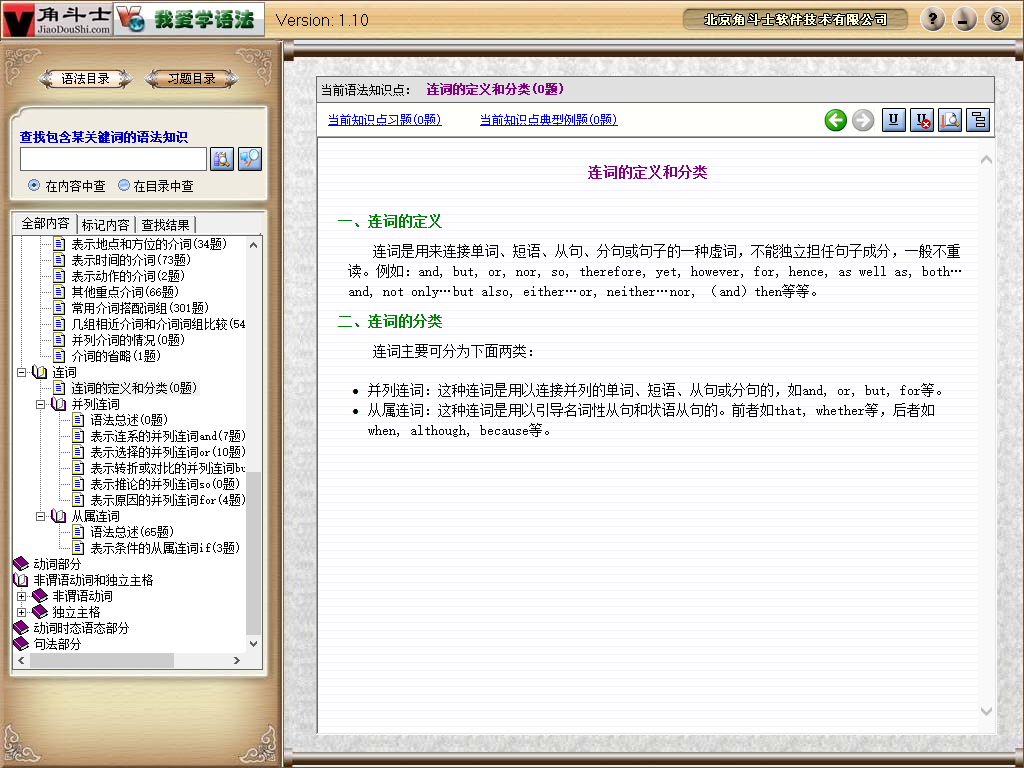 角斗士
JiaoDouShi.com
我爱学语法
Version: 1.10
北京角斗士软件技术有限公司
语法目录
习题目录
查找包含某关键词的语法知识
在内容中查
在目录中查
全部内容
标记内容
查找结果
表示地点和方位的介词(34题)
表示时间的介词(73题)
表示动作的介词(2题)
其他重点介词(66题)
常用介词搭配词组(301题)
几组相近介词和介词词组比较(54
并列介词的情况(0题)
介词的省略(1题)
连词
连词的定义和分类(0题)
并列连词
语法总述(0题)
表示连系的并列连词and(7题)
表示选择的并列连词or(10题)
表示转折或对比的并列连词bu
表示推论的并列连词so(0题)
表示原因的并列连词for(4题)
从属连词
语法总述(65题)
表示条件的从属连词if(3题)
动词部分
非谓语动词和独立主格
非谓语动词
独立主格
动词时态语态部分
句法部分
当前语法知识点： 连词的定义和分类(0题)
当前知识点习题(0题)
当前知识点典型例题(0题)
连词的定义和分类
一、连词的定义
连词是用来连接单词、短语、从句、分句或句子的一种虚词，不能独立担任句子成分，一般不重
读。例如：and, but, or, nor, so, therefore, yet, however, for, hence, as well as, both…
and, not only…but also, either…or, neither…nor, （and）then等等。
二、连词的分类
连词主要可分为下面两类：
• 并列连词：这种连词是用以连接并列的单词、短语、从句或分句的，如and, or, but, for等。
• 从属连词：这种连词是用以引导名词性从句和状语从句的。前者如that, whether等，后者如
when, although, because等。